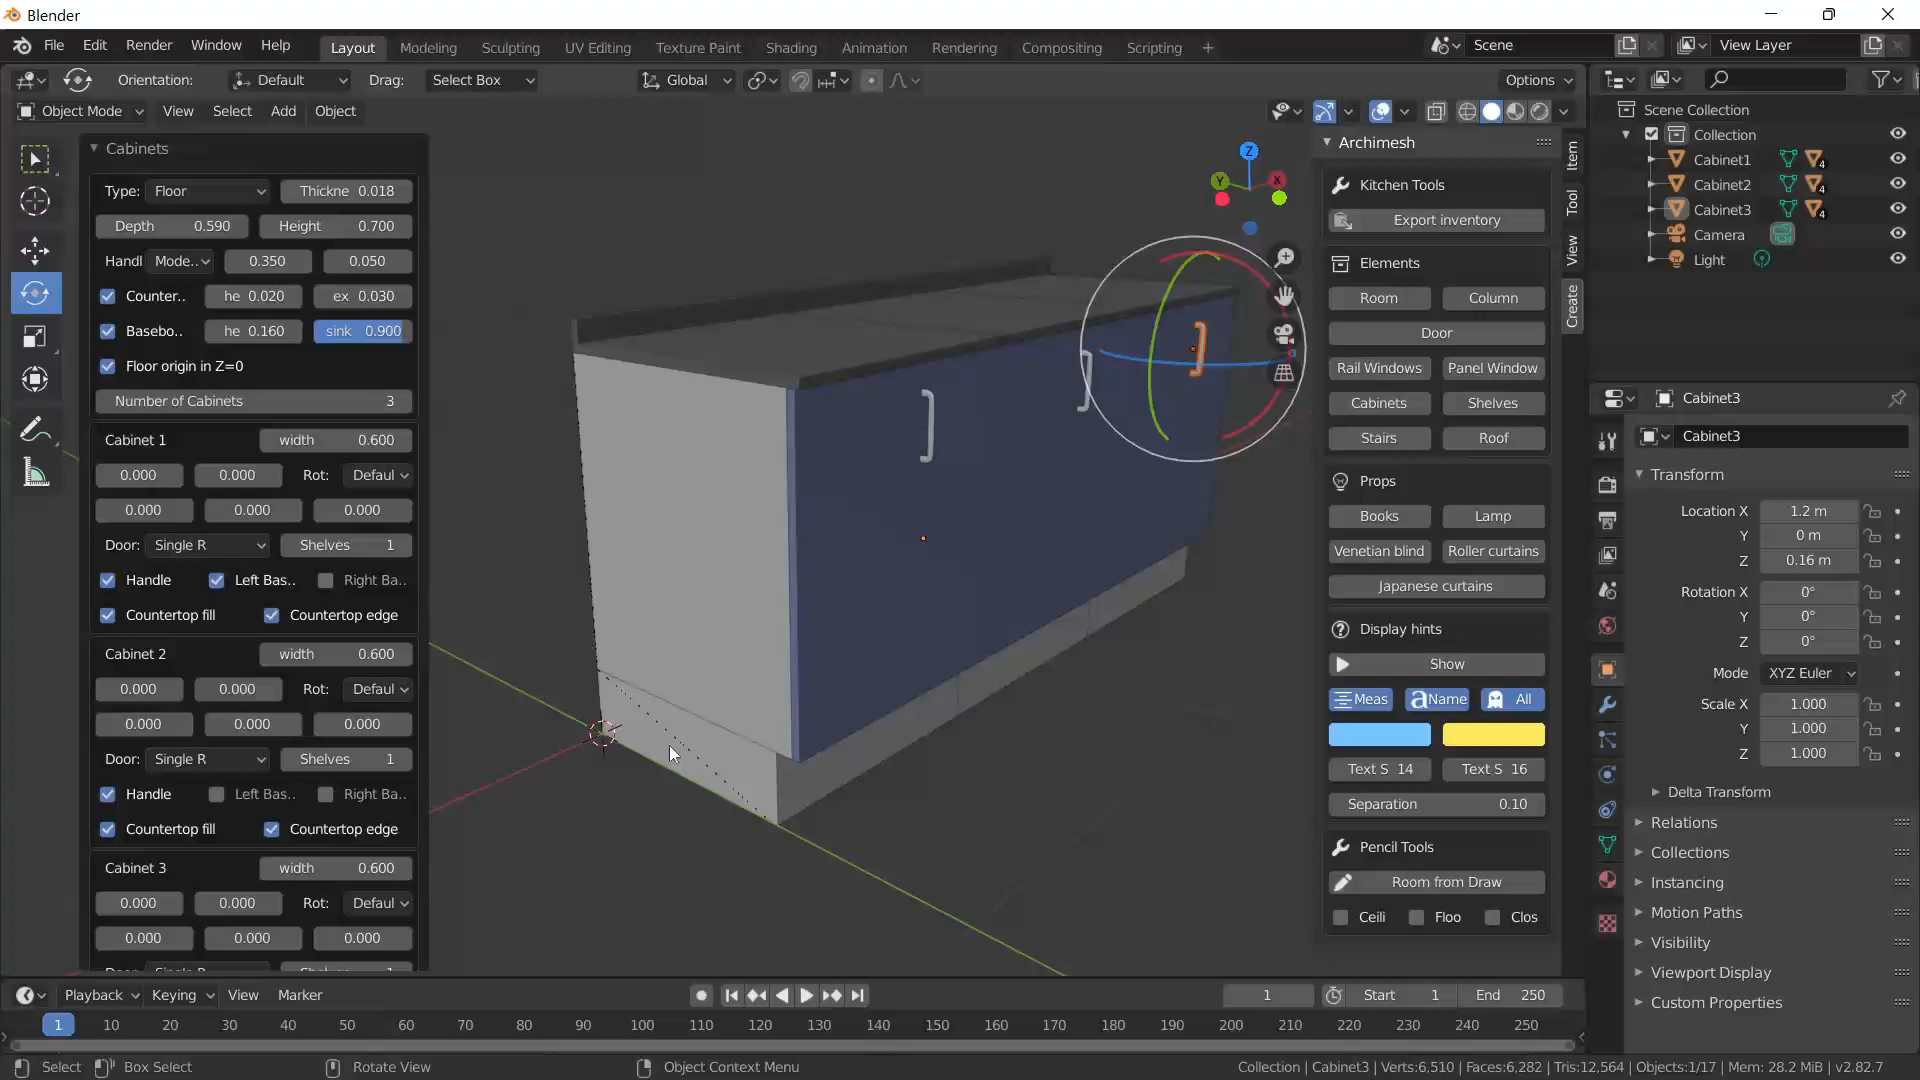 Blender
File Edit Render Window Help Layout Modeling Sculpting UV Editing Texture Paint Shading Animation Rendering Compositing Scripting + Scene View Layer
Orientation: Default Drag: Select Box Global Options
Object Mode View Select Add Object
Cabinets
Type: Floor Thickne 0.018
Depth 0.590 Height 0.700
Handl Mode.. 0.350 0.050
Counter.. he 0.020 ex 0.030
Basebo.. he 0.160 sink 0.900
Floor origin in Z=0
Number of Cabinets 3
Cabinet 1 width 0.600
0.000 0.000 Rot: Defaul
0.000 0.000 0.000
Door: Single R Shelves 1
Handle Left Bas.. Right Ba..
Countertop fill Countertop edge
Cabinet 2 width 0.600
0.000 0.000 Rot: Defaul
0.000 0.000 0.000
Door: Single R Shelves 1
Handle Left Bas.. Right Ba..
Countertop fill Countertop edge
Cabinet 3 width 0.600
0.000 0.000 Rot: Defaul
0.000 0.000 0.000
Z
Y X
Archimesh
Kitchen Tools
Export inventory
Elements
Room Column
Door
Rail Windows Panel Window
Cabinets Shelves
Stairs Roof
Props
Books Lamp
Venetian blind Roller curtains
Japanese curtains
Display hints
Show
Meas aName All
Text S 14 Text S 16
Separation 0.10
Pencil Tools
Room from Draw
Ceili Floo Clos
Item
Tool
View
Create
Scene Collection
Collection
Cabinet1 4
Cabinet2 4
Cabinet3 4
Camera
Light
Cabinet3
Cabinet3
Transform
Location X 1.2 m
Y 0 m
Z 0.16 m
Rotation X 0°
Y 0°
Z 0°
Mode XYZ Euler
Scale X 1.000
Y 1.000
Z 1.000
Delta Transform
Relations
Collections
Instancing
Motion Paths
Visibility
Viewport Display
Custom Properties
Playback Keying View Marker 1 Start 1 End 250
1 10 20 30 40 50 60 70 80 90 100 110 120 130 140 150 160 170 180 190 200 210 220 230 240 250
Select Box Select Rotate View Object Context Menu Collection | Cabinet3 | Verts:6,510 | Faces:6,282 | Tris:12,564 | Objects:1/17 | Mem: 28.2 MiB | v2.82.7